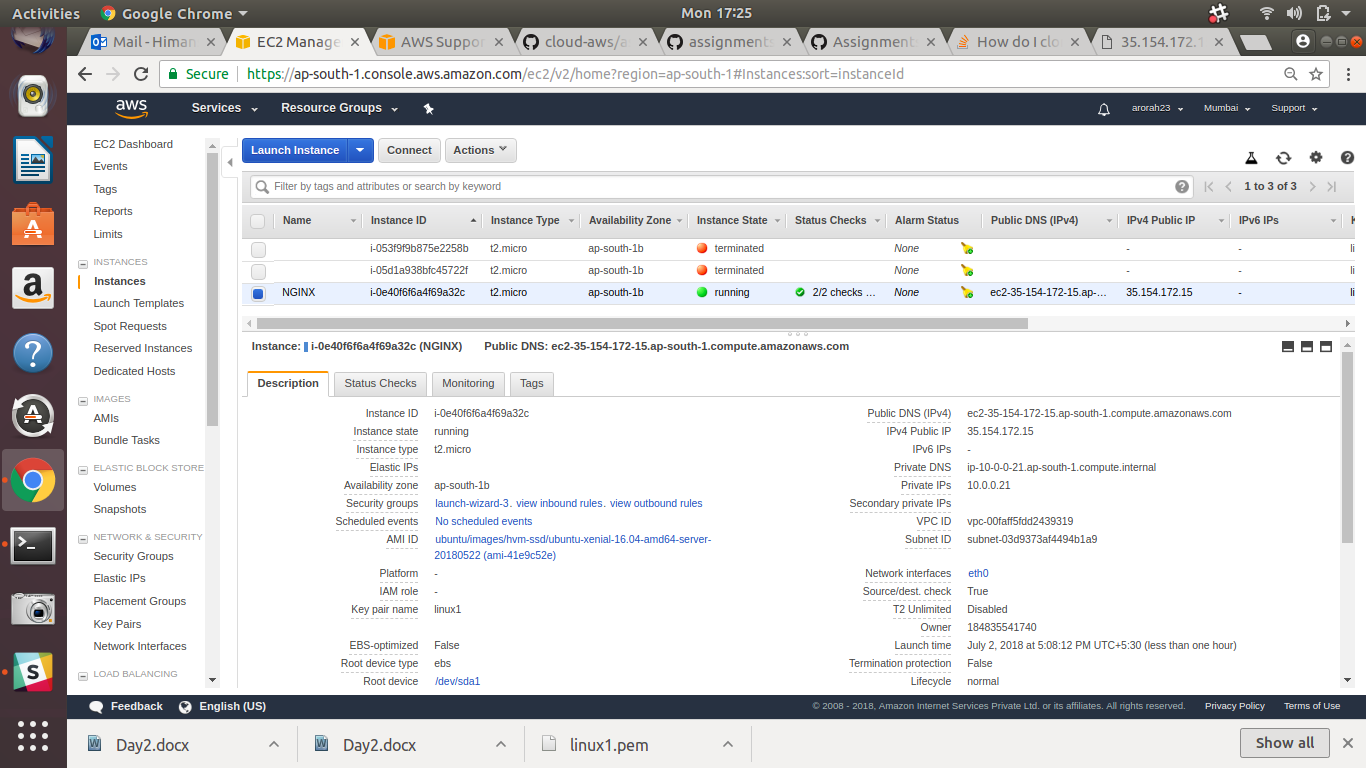 Activities Google Chrome Mon 17:25
Mail - Himan EC2 Manage AWS Suppor cloud-aws/a assignments Assignment How do I clo 35.154.172.1
Secure https://ap-south-1.console.aws.amazon.com/ec2/v2/home?region=ap-south-1#Instances:sort=instanceId
aws Services Resource Groups arorah23 Mumbai Support
EC2 Dashboard
Events
Tags
Reports
Limits
INSTANCES
Instances
Launch Templates
Spot Requests
Reserved Instances
Dedicated Hosts
IMAGES
AMIs
Bundle Tasks
ELASTIC BLOCK STORE
Volumes
Snapshots
NETWORK & SECURITY
Security Groups
Elastic IPs
Placement Groups
Key Pairs
Network Interfaces
LOAD BALANCING
Launch Instance Connect Actions
Filter by tags and attributes or search by keyword 1 to 3 of 3
Name Instance ID Instance Type Availability Zone Instance State Status Checks Alarm Status Public DNS (IPv4) IPv4 Public IP IPv6 IPs K
i-053f9f9b875e2258b t2.micro ap-south-1b terminated None - - li
i-05d1a938bfc45722f t2.micro ap-south-1b terminated None - - li
NGINX i-0e40f6f6a4f69a32c t2.micro ap-south-1b running 2/2 checks ... None ec2-35-154-172-15.ap-... 35.154.172.15 - li
Instance: i-0e40f6f6a4f69a32c (NGINX) Public DNS: ec2-35-154-172-15.ap-south-1.compute.amazonaws.com
Description Status Checks Monitoring Tags
Instance ID i-0e40f6f6a4f69a32c Public DNS (IPv4) ec2-35-154-172-15.ap-south-1.compute.amazonaws.com
Instance state running IPv4 Public IP 35.154.172.15
Instance type t2.micro IPv6 IPs -
Elastic IPs Private DNS ip-10-0-0-21.ap-south-1.compute.internal
Availability zone ap-south-1b Private IPs 10.0.0.21
Security groups launch-wizard-3. view inbound rules. view outbound rules Secondary private IPs
Scheduled events No scheduled events VPC ID vpc-00faff5fdd2439319
AMI ID ubuntu/images/hvm-ssd/ubuntu-xenial-16.04-amd64-server- Subnet ID subnet-03d9373af4494b1a9
20180522 (ami-41e9c52e)
Platform - Network interfaces eth0
IAM role - Source/dest. check True
Key pair name linux1 T2 Unlimited Disabled
Owner 184835541740
EBS-optimized False Launch time July 2, 2018 at 5:08:12 PM UTC+5:30 (less than one hour)
Root device type ebs Termination protection False
Root device /dev/sda1 Lifecycle normal
Feedback English (US) © 2008 - 2018, Amazon Internet Services Private Ltd. or its affiliates. All rights reserved. Privacy Policy Terms of Use
Day2.docx Day2.docx linux1.pem Show all